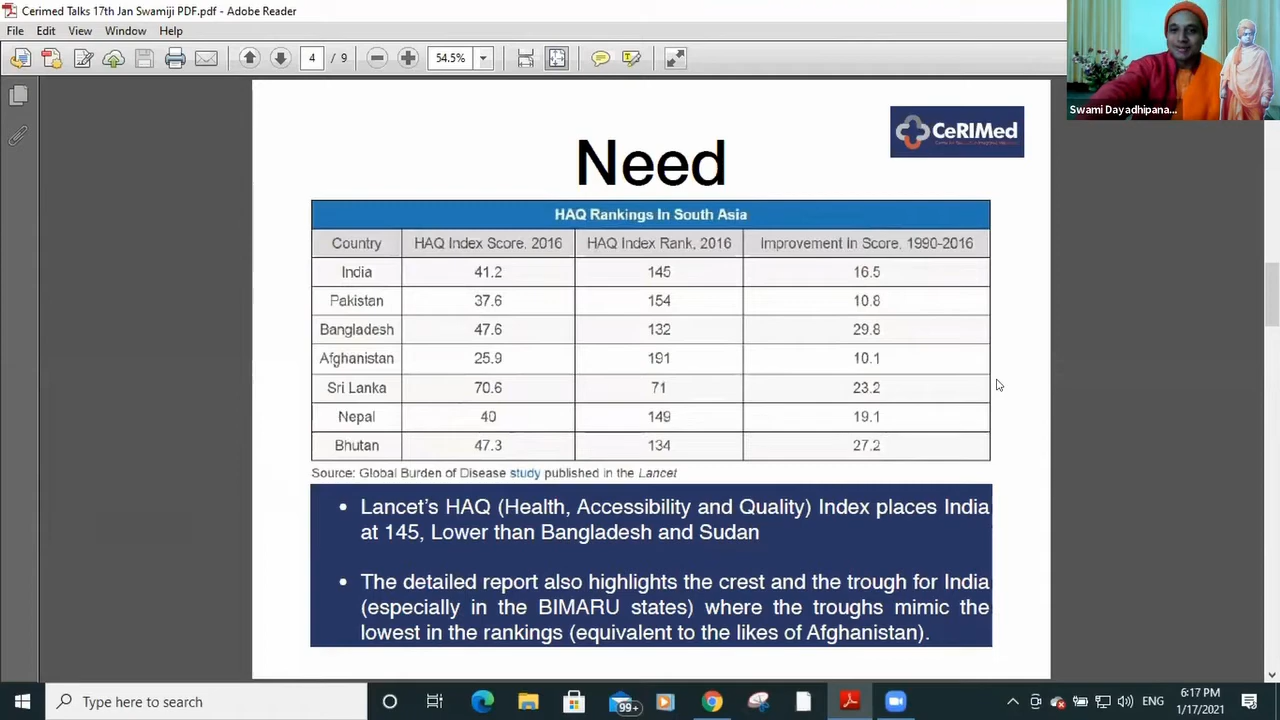 Cerimed Talks 17th Jan Swamiji PDF.pdf - Adobe Reader
File Edit View Window Help
4 / 9 54.5%
Swami Dayadhipana...
CeRIMed
Need
HAQ Rankings In South Asia
Country HAQ Index Score, 2016 HAQ Index Rank, 2016 Improvement In Score, 1990-2016
India 41.2 145 16.5
Pakistan 37.6 154 10.8
Bangladesh 47.6 132 29.8
Afghanistan 25.9 191 10.1
Sri Lanka 70.6 71 23.2
Nepal 40 149 19.1
Bhutan 47.3 134 27.2
Source: Global Burden of Disease study published in the Lancet
• Lancet's HAQ (Health, Accessibility and Quality) Index places India
at 145, Lower than Bangladesh and Sudan
• The detailed report also highlights the crest and the trough for India
(especially in the BIMARU states) where the troughs mimic the
lowest in the rankings (equivalent to the likes of Afghanistan).
Type here to search
99+
ENG
6:17 PM
1/17/2021